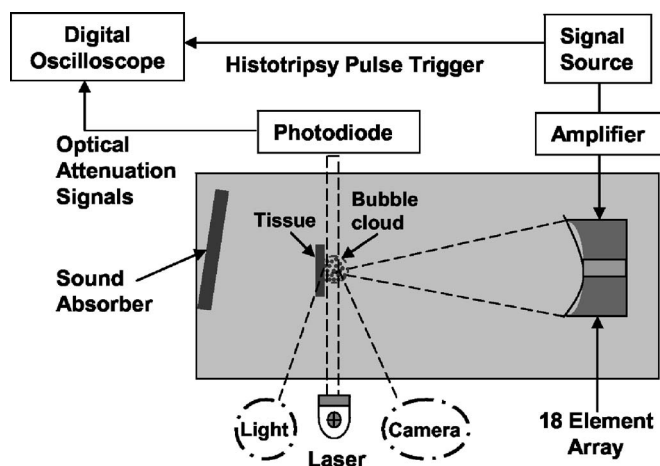 Digital
Oscilloscope
Histotripsy Pulse Trigger
Signal
Source
Photodiode
Amplifier
Optical
Attenuation
Signals
Tissue
Bubble
cloud
Sound
Absorber
Light
Laser
Camera
18 Element
Array